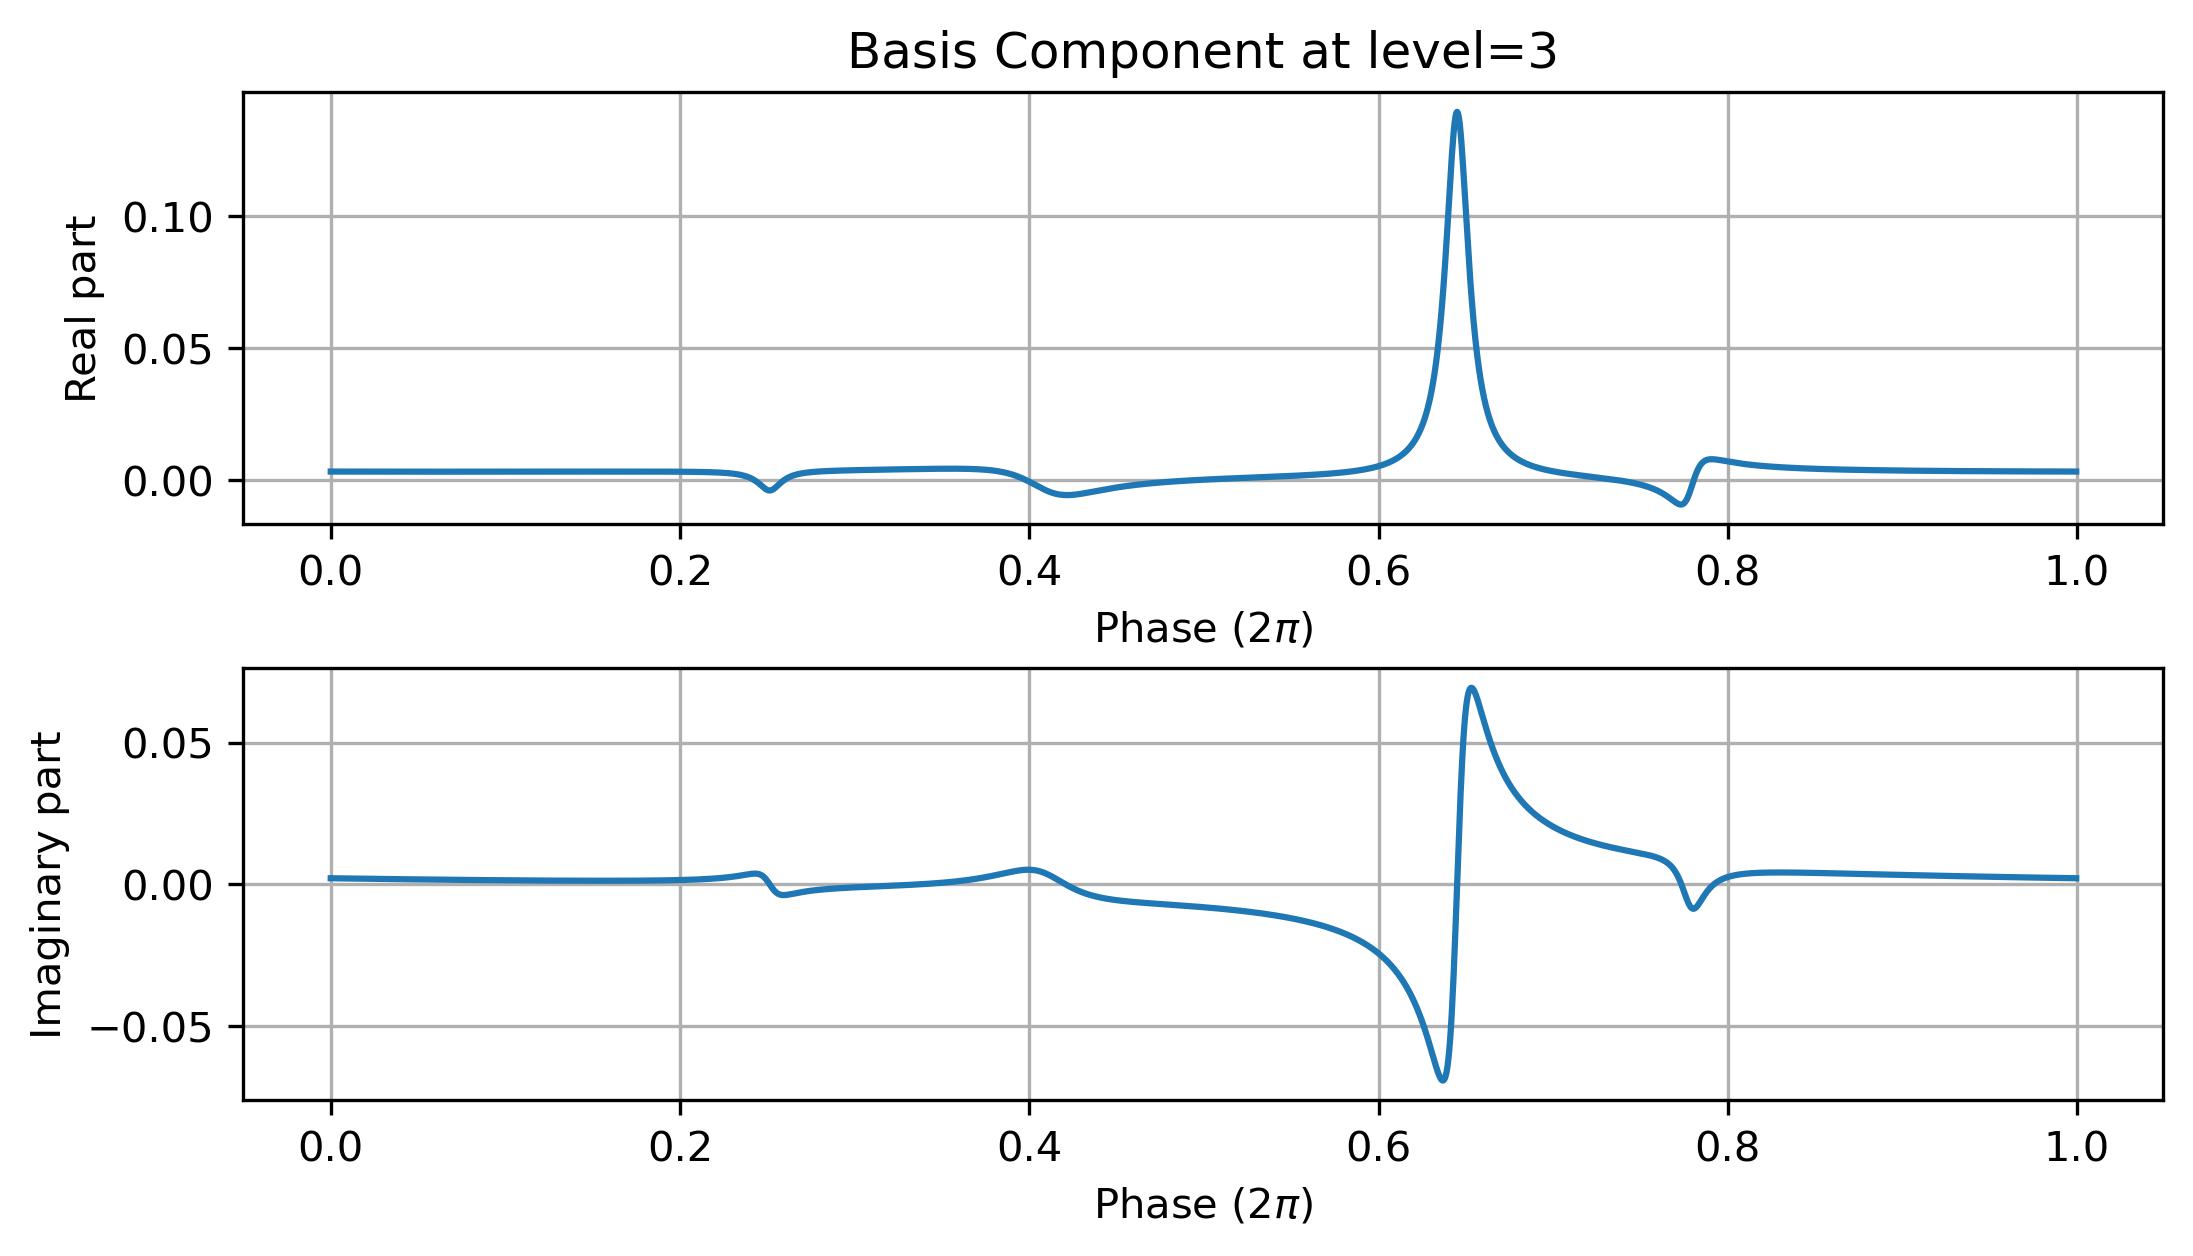 Basis Component at level=3
Real part
0.10
0.05
0.00
0.0 0.2 0.4 0.6 0.8 1.0
Phase (2π)
Imaginary part
0.05
0.00
−0.05
0.0 0.2 0.4 0.6 0.8 1.0
Phase (2π)